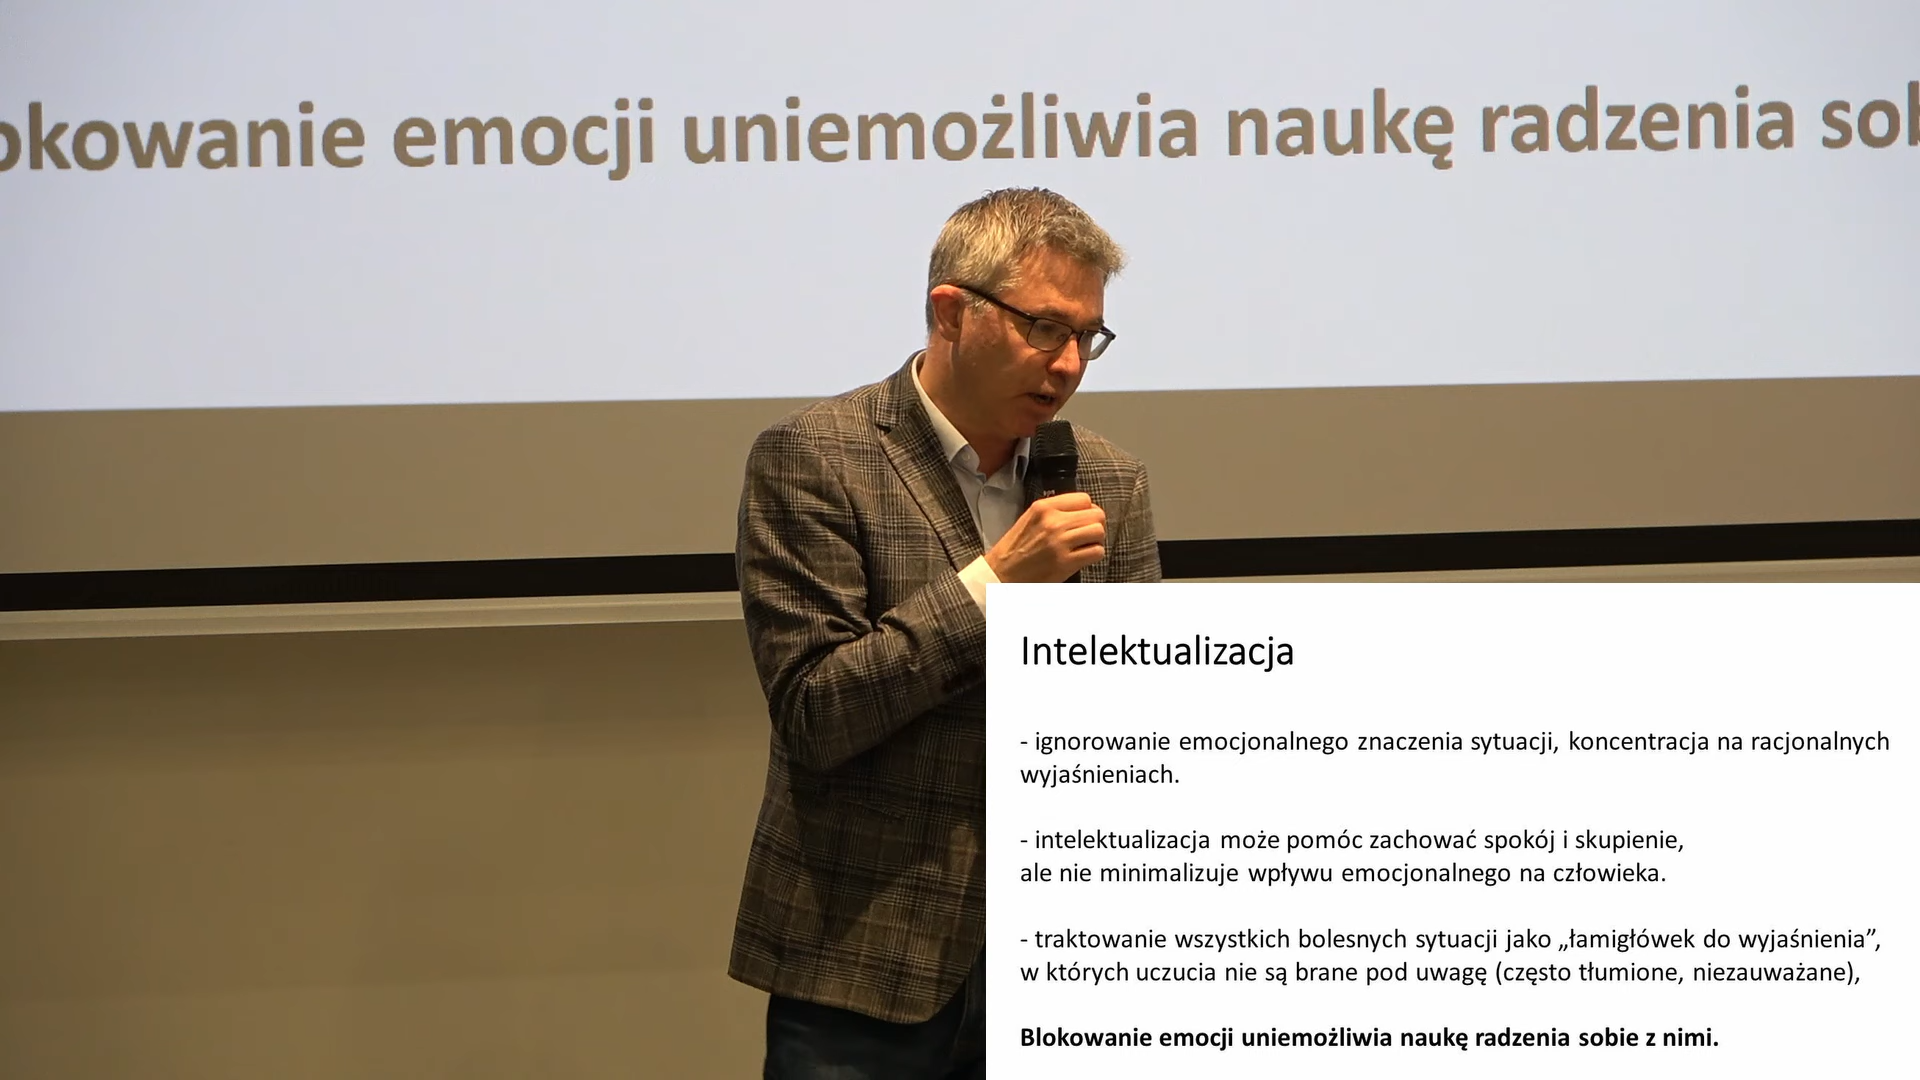 okowanie emocji uniemożliwia naukę radzenia sob
Intelektualizacja
- ignorowanie emocjonalnego znaczenia sytuacji, koncentracja na racjonalnych
wyjaśnieniach.
- intelektualizacja może pomóc zachować spokój i skupienie,
ale nie minimalizuje wpływu emocjonalnego na człowieka.
- traktowanie wszystkich bolesnych sytuacji jako „łamigłówek do wyjaśnienia”,
w których uczucia nie są brane pod uwagę (często tłumione, niezauważane),
Blokowanie emocji uniemożliwia naukę radzenia sobie z nimi.